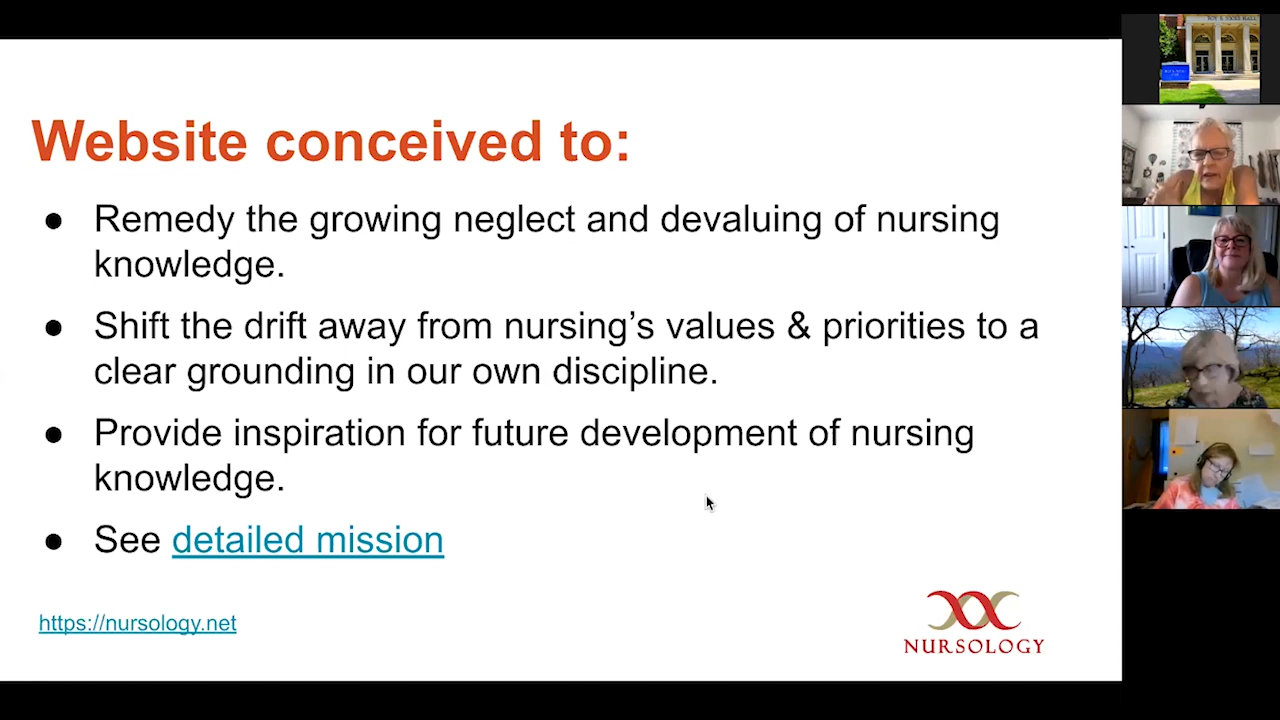 Website conceived to:
● Remedy the growing neglect and devaluing of nursing
knowledge.
● Shift the drift away from nursing’s values & priorities to a
clear grounding in our own discipline.
● Provide inspiration for future development of nursing
knowledge.
● See detailed mission
https://nursology.net
NURSOLOGY